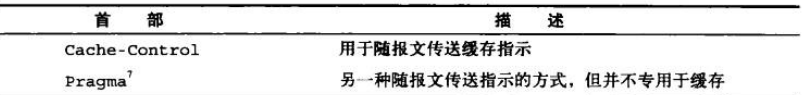 首 部 描 述
Cache-Control 用于随报文传送缓存指示
Pragma⁷ 另一种随报文传送指示的方式，但并不专用于缓存